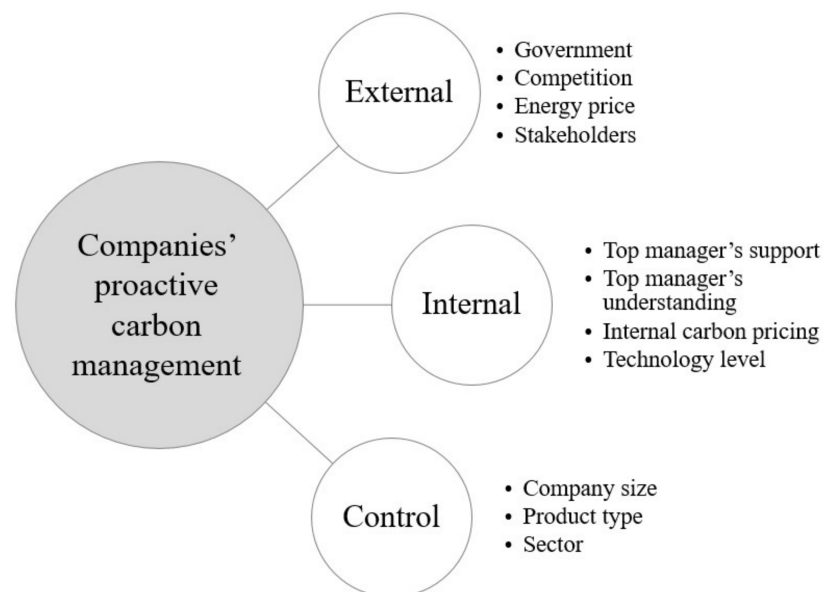 External
• Government
• Competition
• Energy price
• Stakeholders
Companies’
proactive
carbon
management
Internal
• Top manager’s support
• Top manager’s
understanding
• Internal carbon pricing
• Technology level
Control
• Company size
• Product type
• Sector